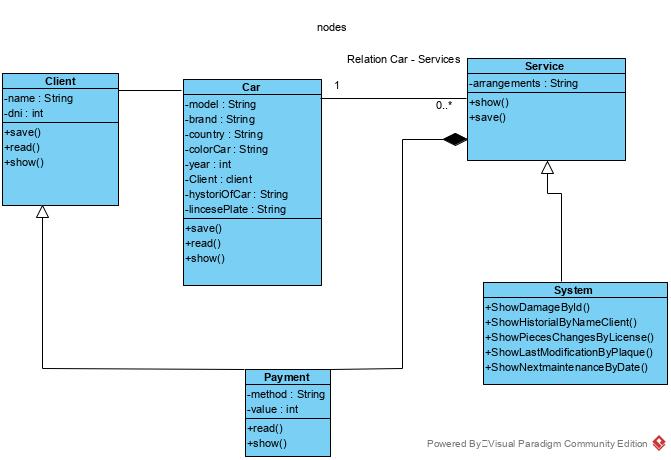 nodes
Relation Car - Services
Client
-name : String
-dni : int
+save()
+read()
+show()
Car
-model : String
-brand : String
-country : String
-colorCar : String
-year : int
-Client : client
-hystoriOfCar : String
-lincesePlate : String
+save()
+read()
+show()
1
0..*
Service
-arrangements : String
+show()
+save()
System
+ShowDamageById()
+ShowHistorialByNameClient()
+ShowPiecesChangesByLicense()
+ShowLastModificationByPlaque()
+ShowNextmaintenanceByDate()
Payment
-method : String
-value : int
+read()
+show()
Powered By Visual Paradigm Community Edition